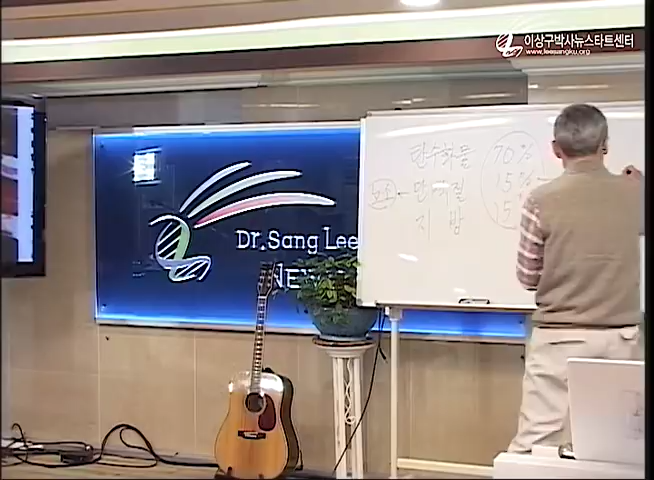 이상구박사뉴스타트센터
www.leesangku.org
Dr.Sang Lee
NEW
탄수화물 70%
단백질 15%
지방 15